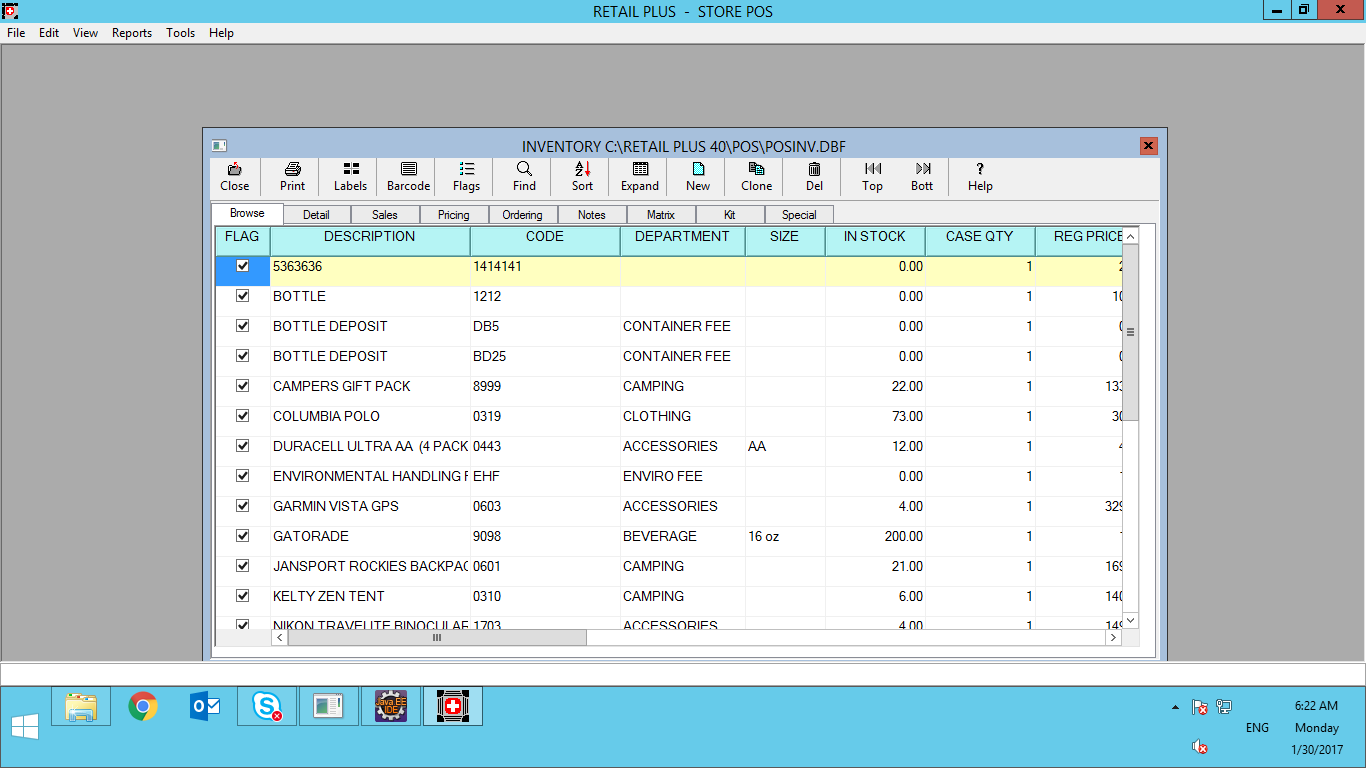 RETAIL PLUS - STORE POS
File Edit View Reports Tools Help
INVENTORY C:\RETAIL PLUS 40\POS\POSINV.DBF
Close Print Labels Barcode Flags Find Sort Expand New Clone Del Top Bott Help
Browse Detail Sales Pricing Ordering Notes Matrix Kit Special
FLAG DESCRIPTION CODE DEPARTMENT SIZE IN STOCK CASE QTY REG PRICE
5363636 1414141 0.00 1
BOTTLE 1212 0.00 1 10
BOTTLE DEPOSIT DB5 CONTAINER FEE 0.00 1
BOTTLE DEPOSIT BD25 CONTAINER FEE 0.00 1
CAMPERS GIFT PACK 8999 CAMPING 22.00 1 133
COLUMBIA POLO 0319 CLOTHING 73.00 1 30
DURACELL ULTRA AA (4 PACK 0443 ACCESSORIES AA 12.00 1 4
ENVIRONMENTAL HANDLING F EHF ENVIRO FEE 0.00 1
GARMIN VISTA GPS 0603 ACCESSORIES 4.00 1 329
GATORADE 9098 BEVERAGE 16 oz 200.00 1
JANSPORT ROCKIES BACKPAC 0601 CAMPING 21.00 1 169
KELTY ZEN TENT 0310 CAMPING 6.00 1 140
NIKON TRAVELITE BINOCULAR 1703 ACCESSORIES 4.00 1 149
Java EE
IDE
6:22 AM
ENG Monday
1/30/2017